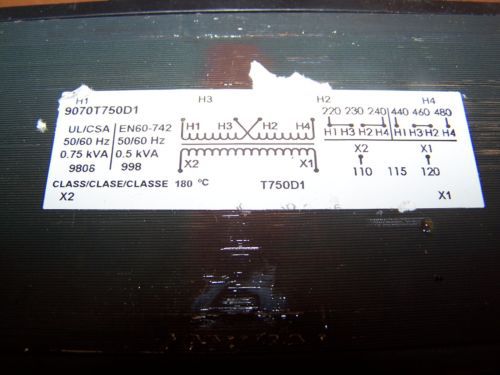 H1 H3 H2 H4
9070T750D1
UL/CSA EN60-742
50/60 Hz 50/60 Hz
0.75 kVA 0.5 kVA
9806 998
CLASS/CLASE/CLASSE 180 °C
X2
H1 H3 H2 H4
X2 X1
T750D1
220 230 240 440 460 480
H1 H3 H2 H4 H1 H3 H2 H4
X2 X1
110 115 120
X1